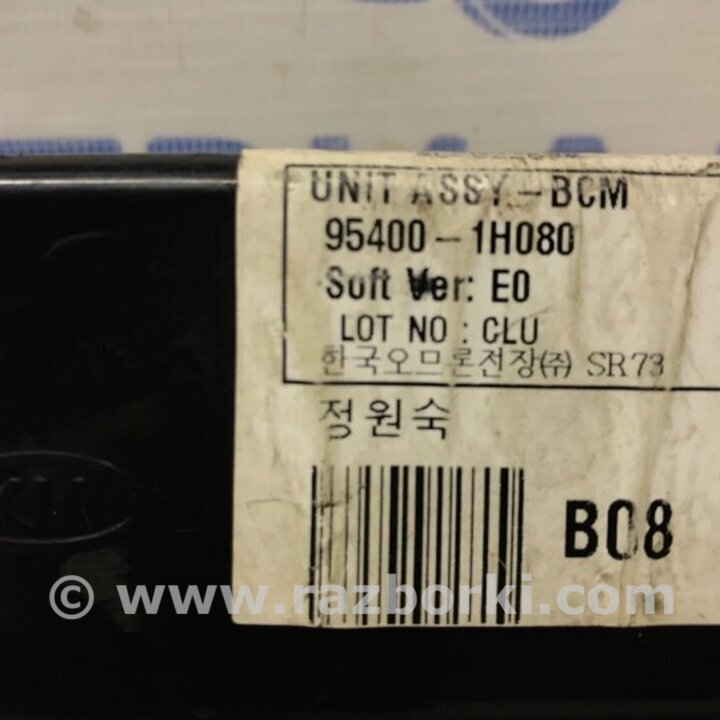 UNIT ASSY-BCM
95400-1H080
Soft Ver: E0
LOT NO : CLU
한국오므론전장(주) SR73
정원숙
B08
KIA
© www.razborki.com